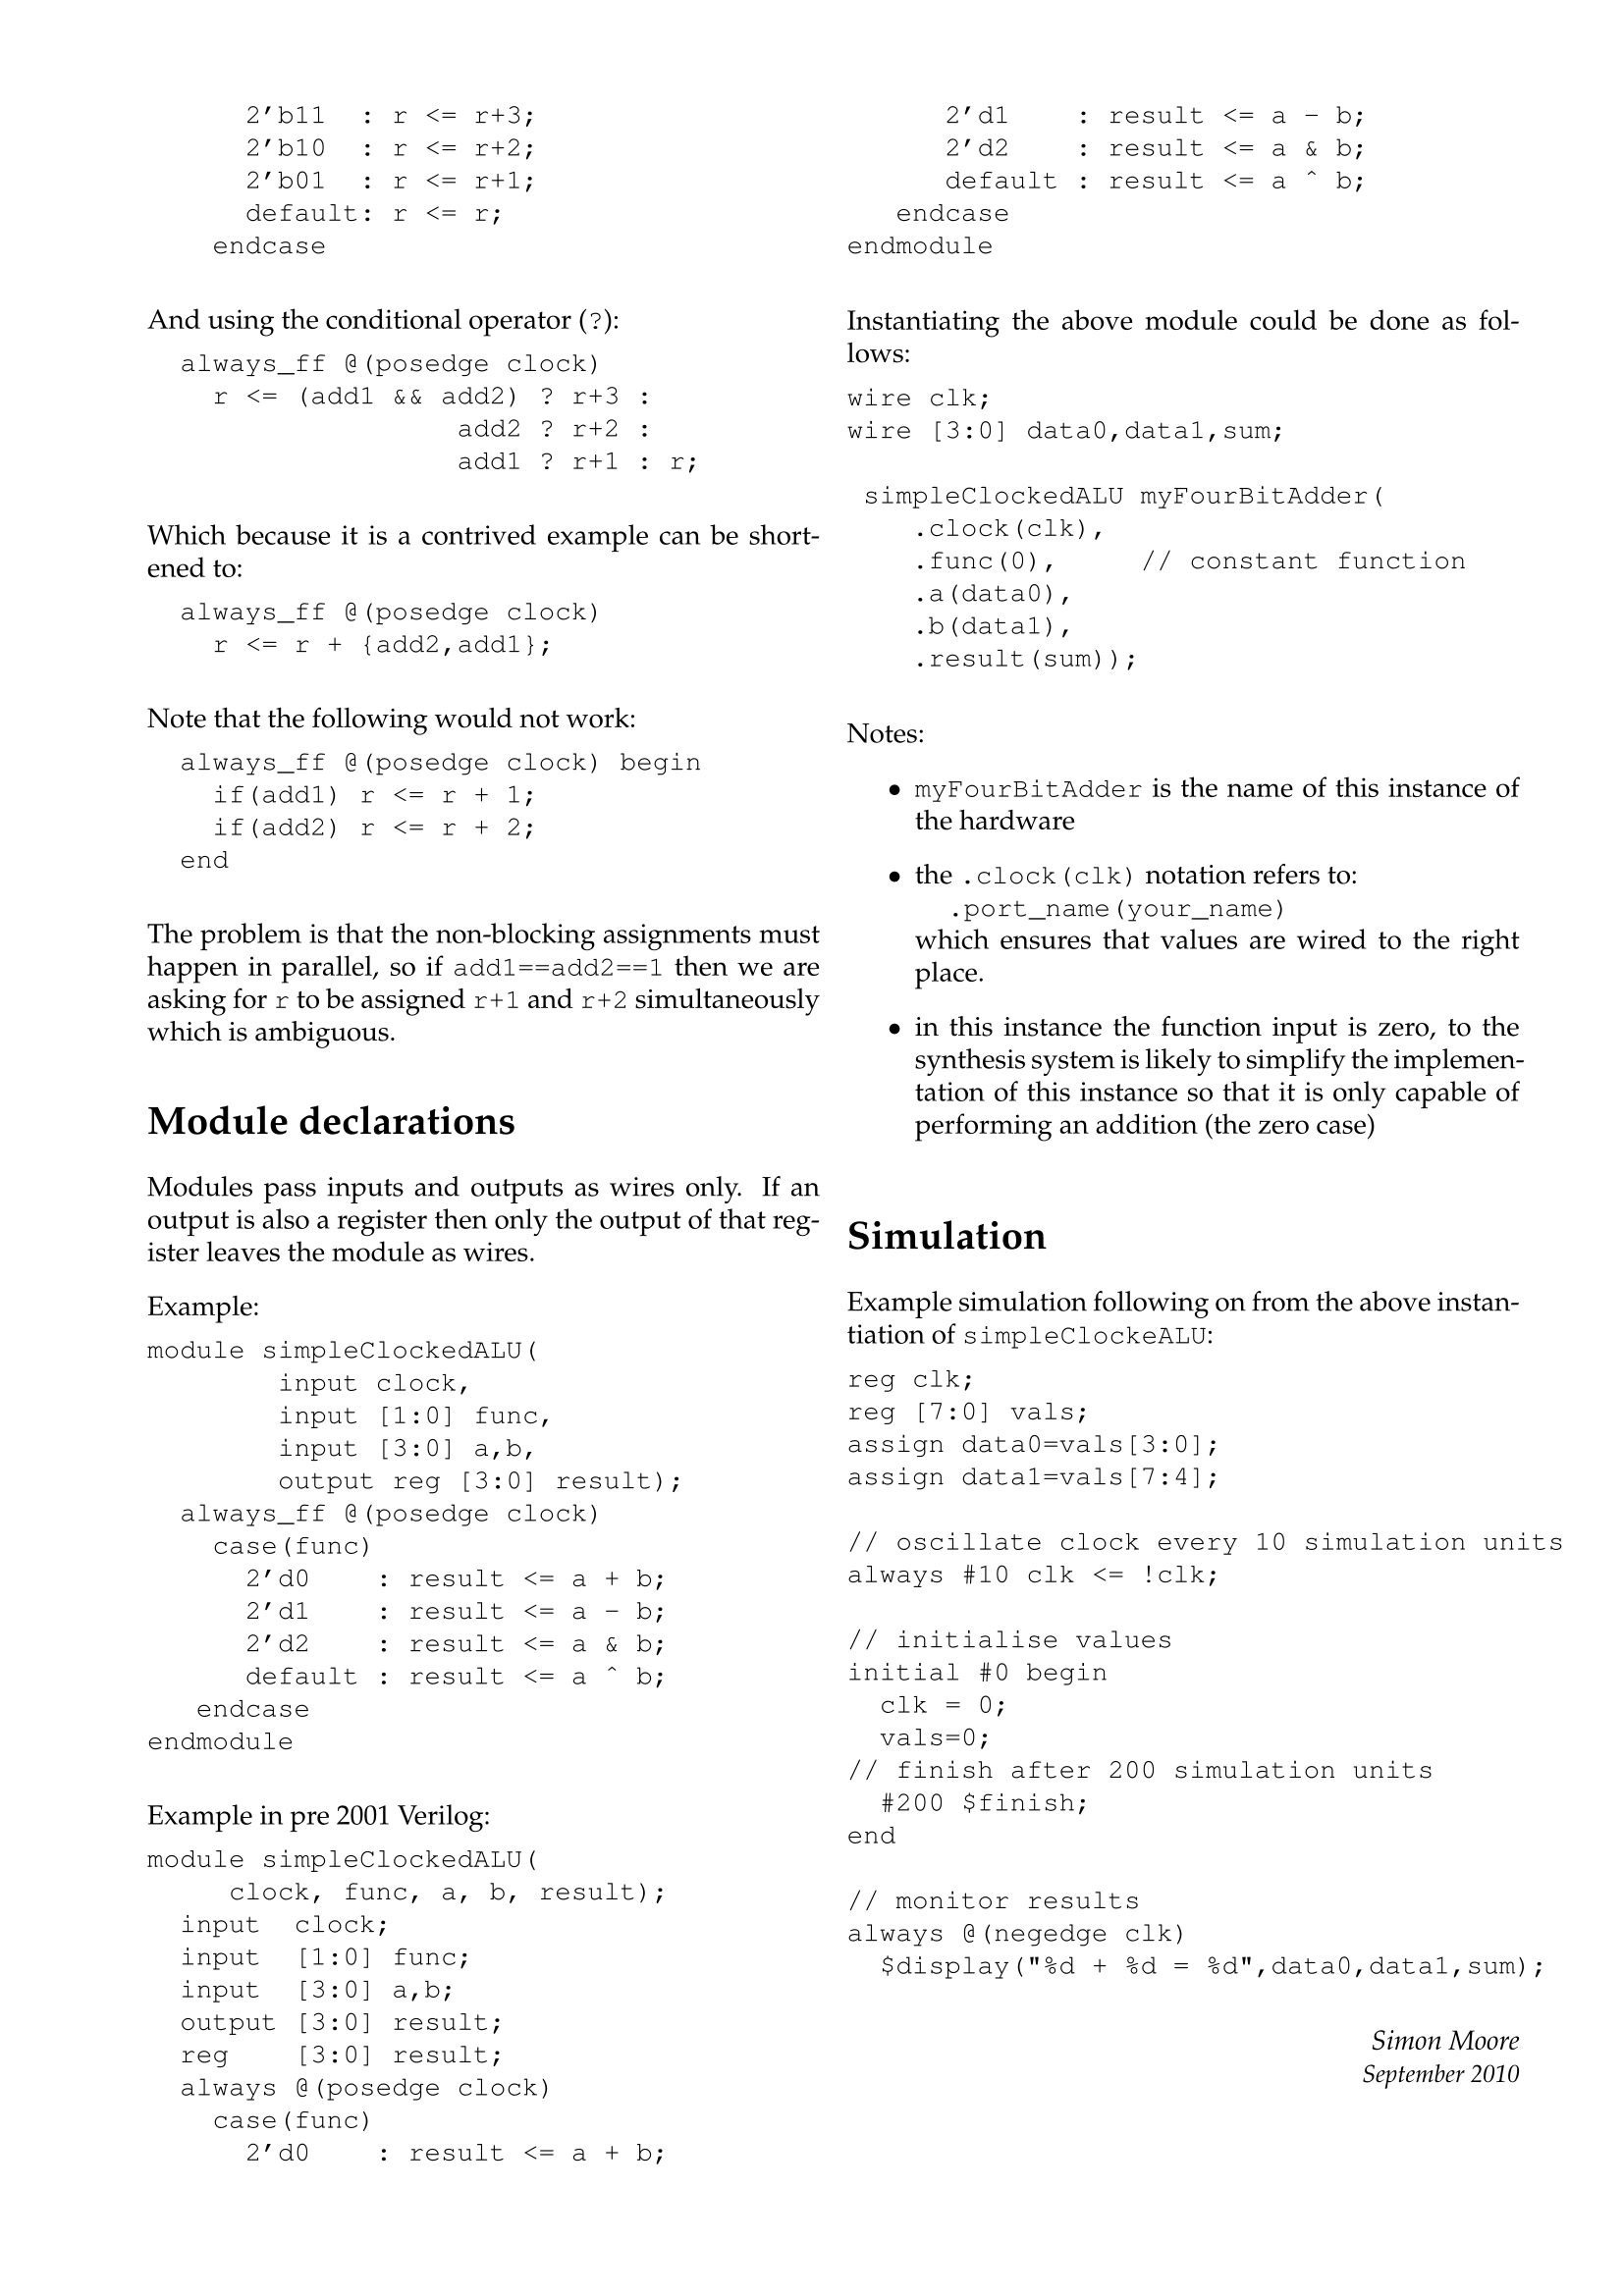 2'b11  : r <= r+3;
2'b10  : r <= r+2;
2'b01  : r <= r+1;
default: r <= r;
endcase
And using the conditional operator (?):
always_ff @(posedge clock)
r <= (add1 && add2) ? r+3 :
add2 ? r+2 :
add1 ? r+1 : r;
Which because it is a contrived example can be short-
ened to:
always_ff @(posedge clock)
r <= r + {add2,add1};
Note that the following would not work:
always_ff @(posedge clock) begin
if(add1) r <= r + 1;
if(add2) r <= r + 2;
end
The problem is that the non-blocking assignments must
happen in parallel, so if add1==add2==1 then we are
asking for r to be assigned r+1 and r+2 simultaneously
which is ambiguous.
Module declarations
Modules pass inputs and outputs as wires only. If an
output is also a register then only the output of that reg-
ister leaves the module as wires.
Example:
module simpleClockedALU(
input clock,
input [1:0] func,
input [3:0] a,b,
output reg [3:0] result);
always_ff @(posedge clock)
case(func)
2'd0    : result <= a + b;
2'd1    : result <= a - b;
2'd2    : result <= a & b;
default : result <= a ^ b;
endcase
endmodule
Example in pre 2001 Verilog:
module simpleClockedALU(
clock, func, a, b, result);
input  clock;
input  [1:0] func;
input  [3:0] a,b;
output [3:0] result;
reg    [3:0] result;
always @(posedge clock)
case(func)
2'd0    : result <= a + b;
2'd1    : result <= a - b;
2'd2    : result <= a & b;
default : result <= a ^ b;
endcase
endmodule
Instantiating the above module could be done as fol-
lows:
wire clk;
wire [3:0] data0,data1,sum;
simpleClockedALU myFourBitAdder(
.clock(clk),
.func(0),     // constant function
.a(data0),
.b(data1),
.result(sum));
Notes:
• myFourBitAdder is the name of this instance of
the hardware
• the .clock(clk) notation refers to:
.port_name(your_name)
which ensures that values are wired to the right
place.
• in this instance the function input is zero, to the
synthesis system is likely to simplify the implemen-
tation of this instance so that it is only capable of
performing an addition (the zero case)
Simulation
Example simulation following on from the above instan-
tiation of simpleClockeALU:
reg clk;
reg [7:0] vals;
assign data0=vals[3:0];
assign data1=vals[7:4];
// oscillate clock every 10 simulation units
always #10 clk <= !clk;
// initialise values
initial #0 begin
clk = 0;
vals=0;
// finish after 200 simulation units
#200 $finish;
end
// monitor results
always @(negedge clk)
$display("%d + %d = %d",data0,data1,sum);
Simon Moore
September 2010